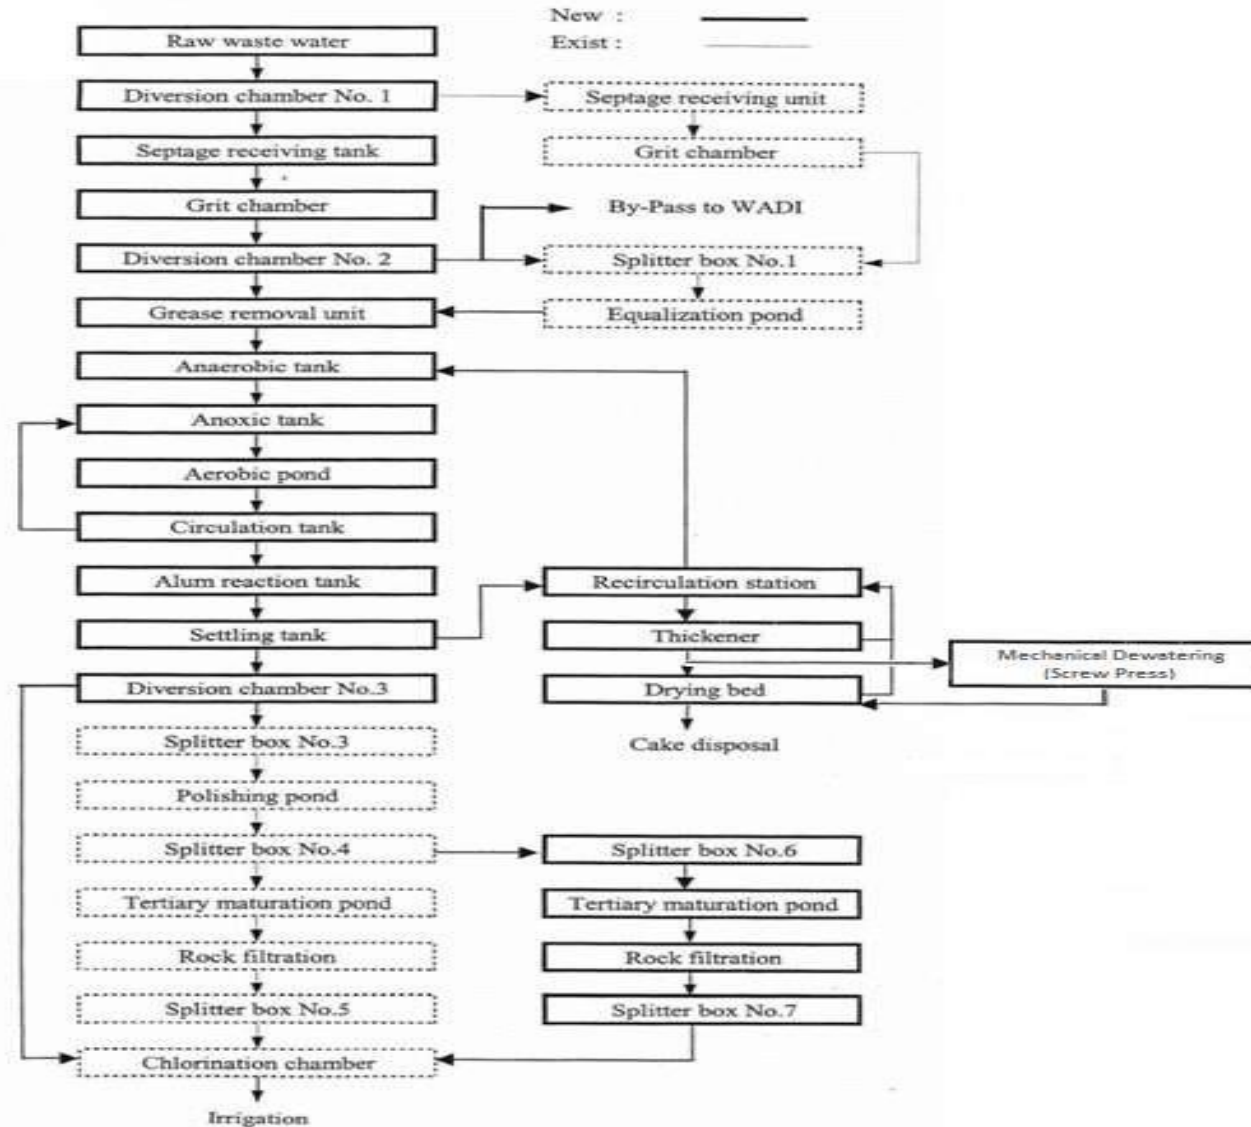 New :
Exist :
Raw waste water
Diversion chamber No. 1
Septage receiving unit
Septage receiving tank
Grit chamber
Grit chamber
By-Pass to WADI
Diversion chamber No. 2
Splitter box No.1
Grease removal unit
Equalization pond
Anaerobic tank
Anoxic tank
Aerobic pond
Circulation tank
Alum reaction tank
Recirculation station
Settling tank
Thickener
Mechanical Dewatering
(Screw Press)
Diversion chamber No.3
Drying bed
Splitter box No.3
Cake disposal
Polishing pond
Splitter box No.4
Splitter box No.6
Tertiary maturation pond
Tertiary maturation pond
Rock filtration
Rock filtration
Splitter box No.5
Splitter box No.7
Chlorination chamber
Irrigation